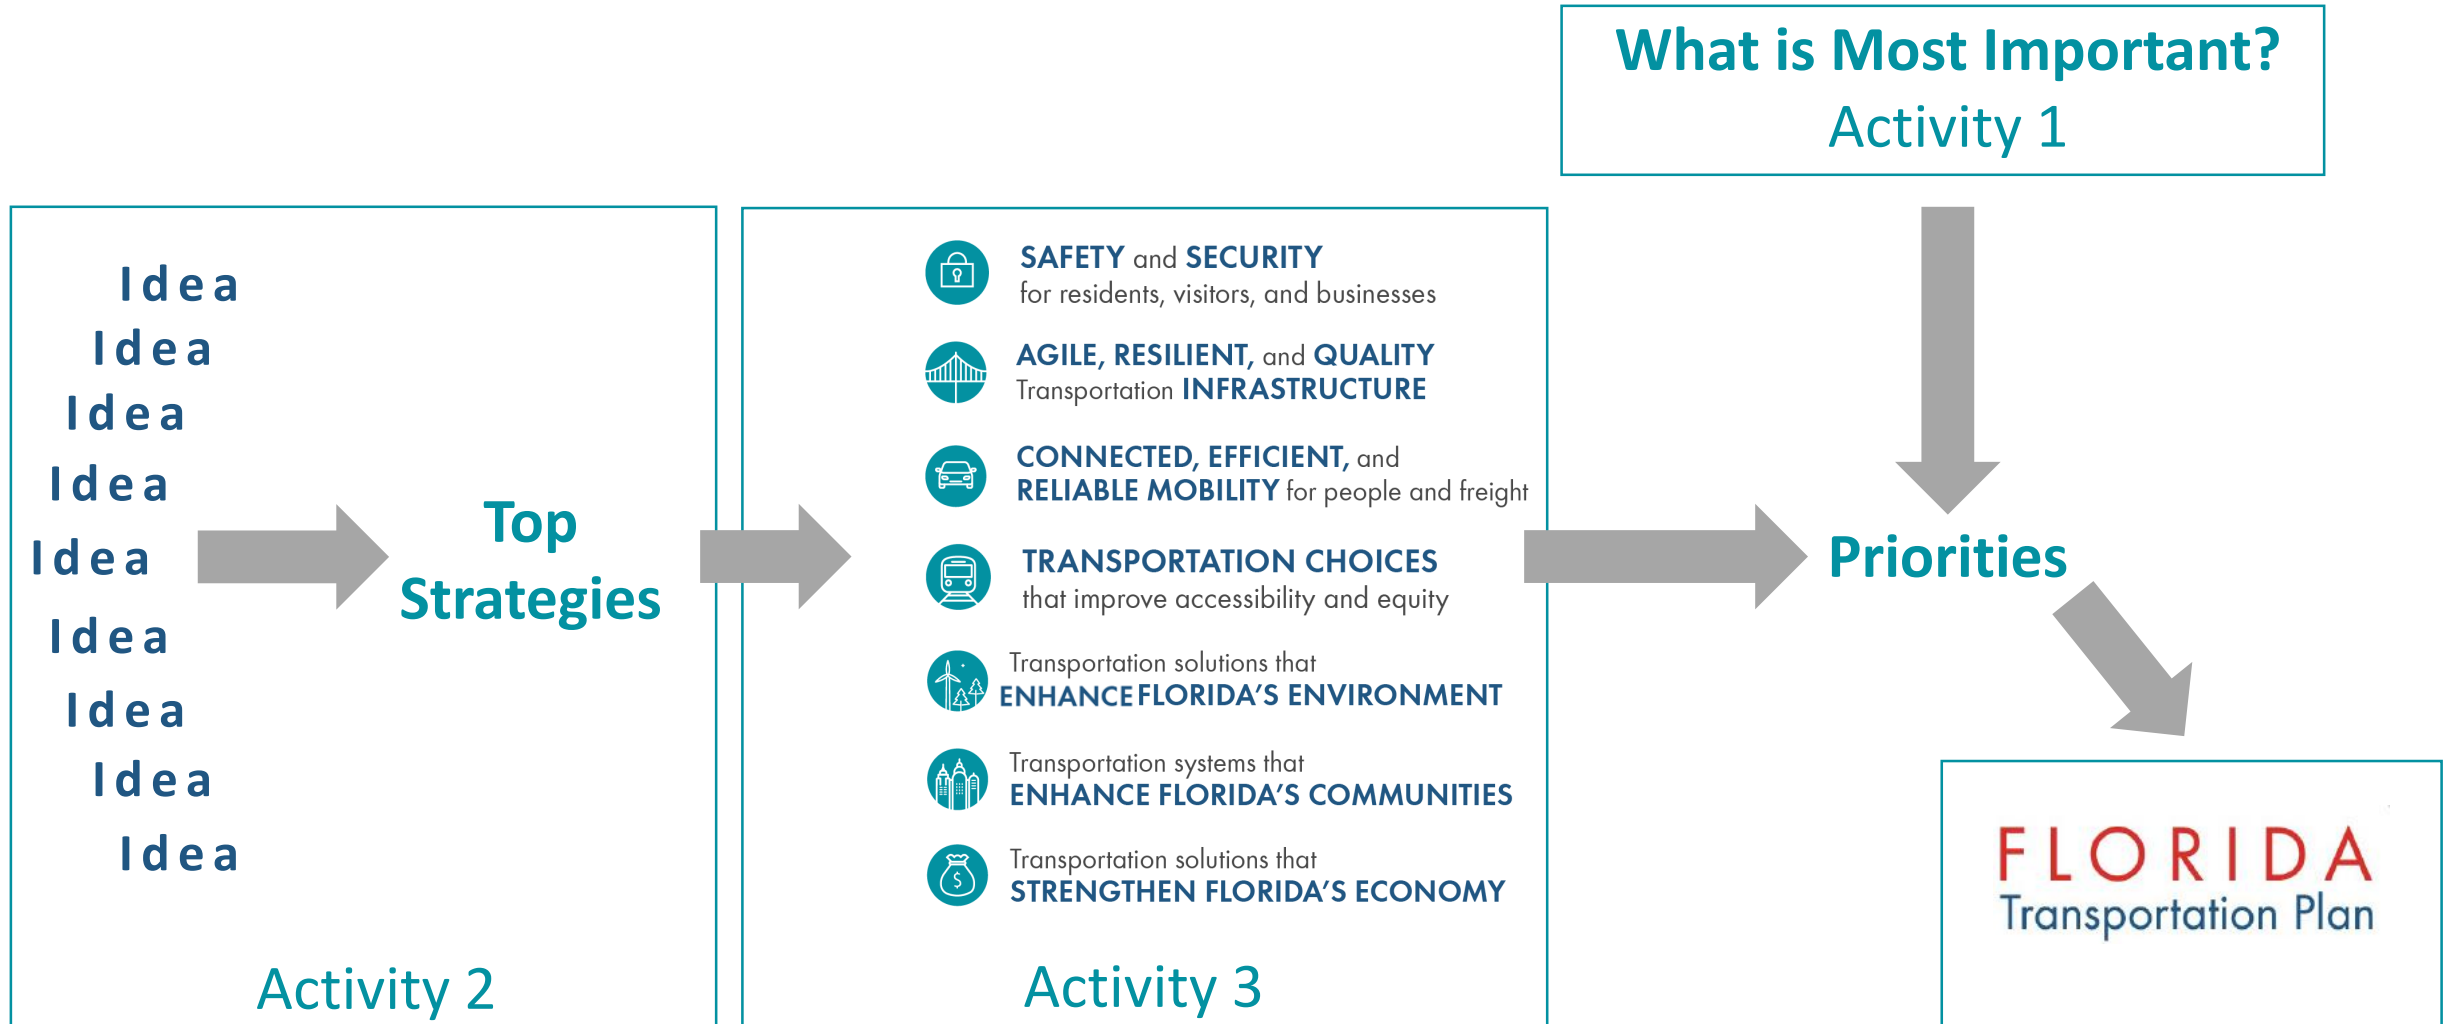 What is Most Important?
Activity 1
Idea
Idea
Idea
Idea
Idea
Idea
Idea
Idea
Idea
Top
Strategies
Activity 2
SAFETY and SECURITY
for residents, visitors, and businesses
AGILE, RESILIENT, and QUALITY
Transportation INFRASTRUCTURE
CONNECTED, EFFICIENT, and
RELIABLE MOBILITY for people and freight
TRANSPORTATION CHOICES
that improve accessibility and equity
Transportation solutions that
ENHANCE FLORIDA'S ENVIRONMENT
Transportation systems that
ENHANCE FLORIDA'S COMMUNITIES
$
Transportation solutions that
STRENGTHEN FLORIDA'S ECONOMY
Activity 3
Priorities
FLORIDA
Transportation Plan